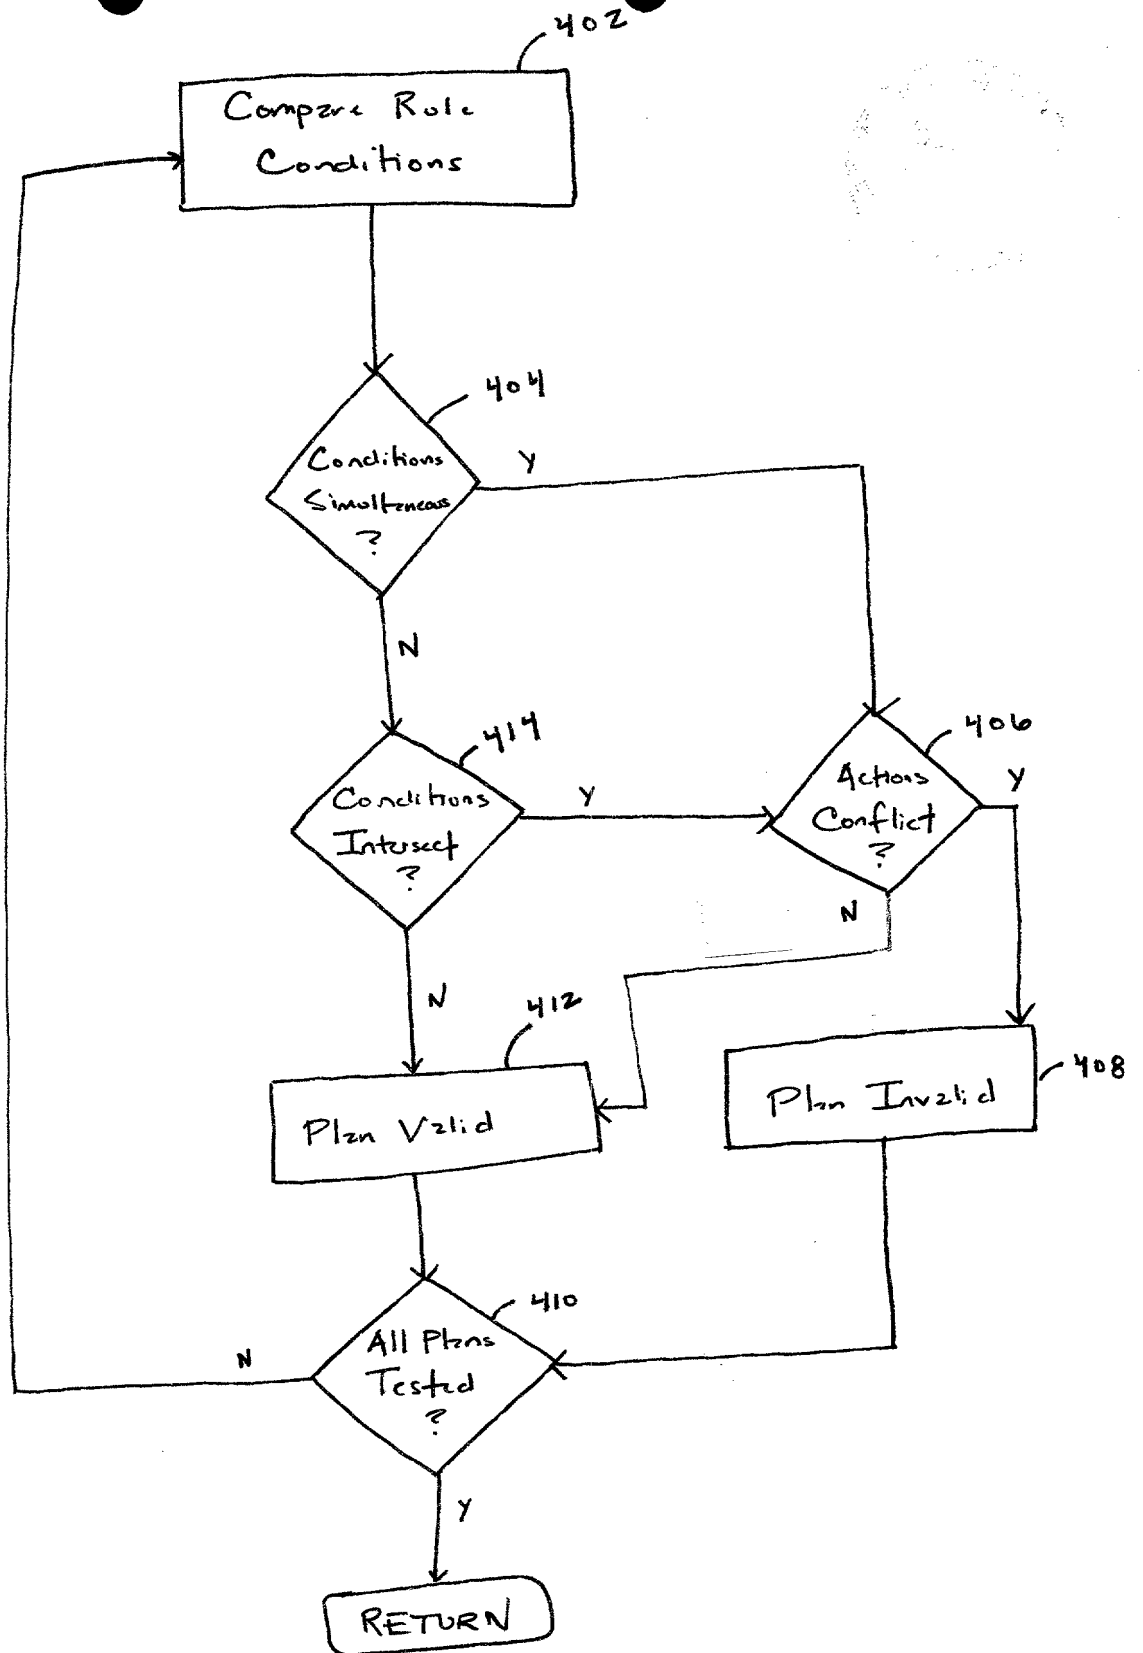 402
Compare Rule
Conditions
404
Conditions
Simultaneous
?
Y
N
414
Conditions
Intersect
?
Y
406
Actions
Conflict
?
Y
N
N
412
Plan Valid
408
Plan Invalid
410
All Plans
Tested
?
N
Y
RETURN